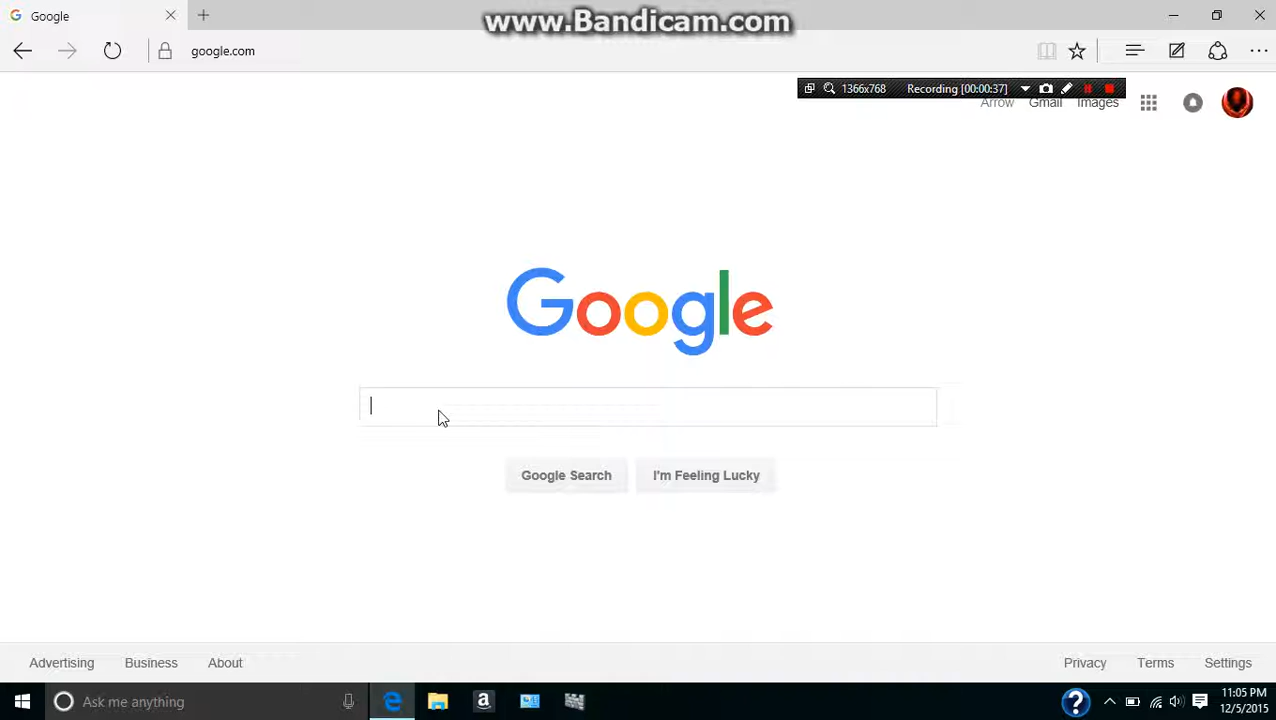 Google
www.Bandicam.com
google.com
1366x768 Recording [00:00:37]
Arrow Gmail Images
Google
Google Search I'm Feeling Lucky
Advertising Business About Privacy Terms Settings
Ask me anything
a
?
11:05 PM
12/5/2015